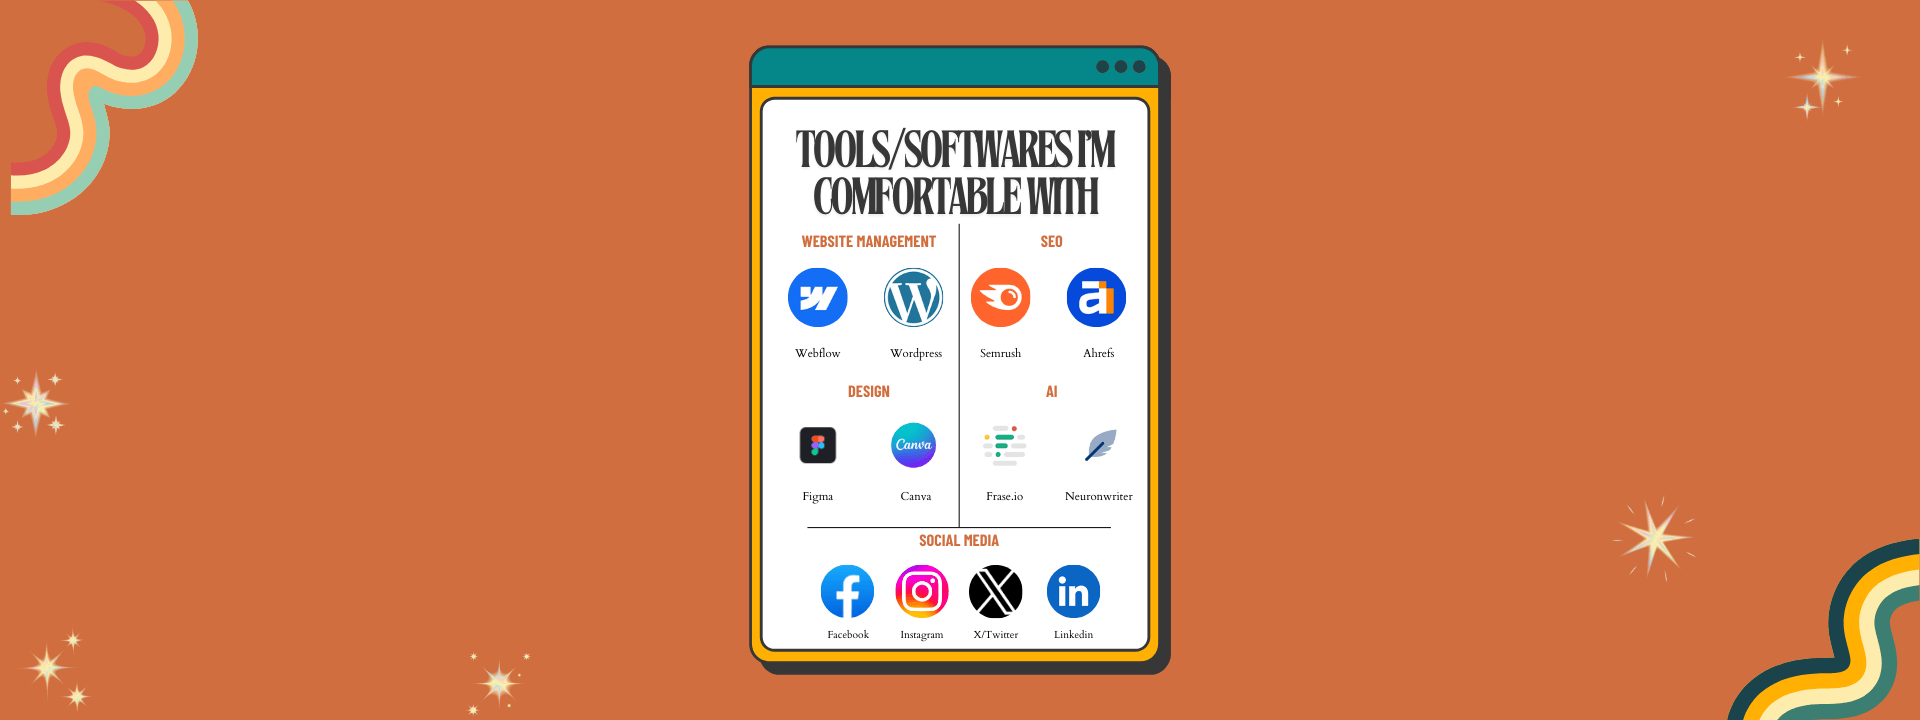 TOOLS/SOFTWARES I'M
COMFORTABLE WITH
WEBSITE MANAGEMENT
SEO
Webflow
Wordpress
Semrush
Ahrefs
DESIGN
AI
Canva
Figma
Canva
Frase.io
Neuronwriter
SOCIAL MEDIA
in
Facebook
Instagram
X/Twitter
Linkedin